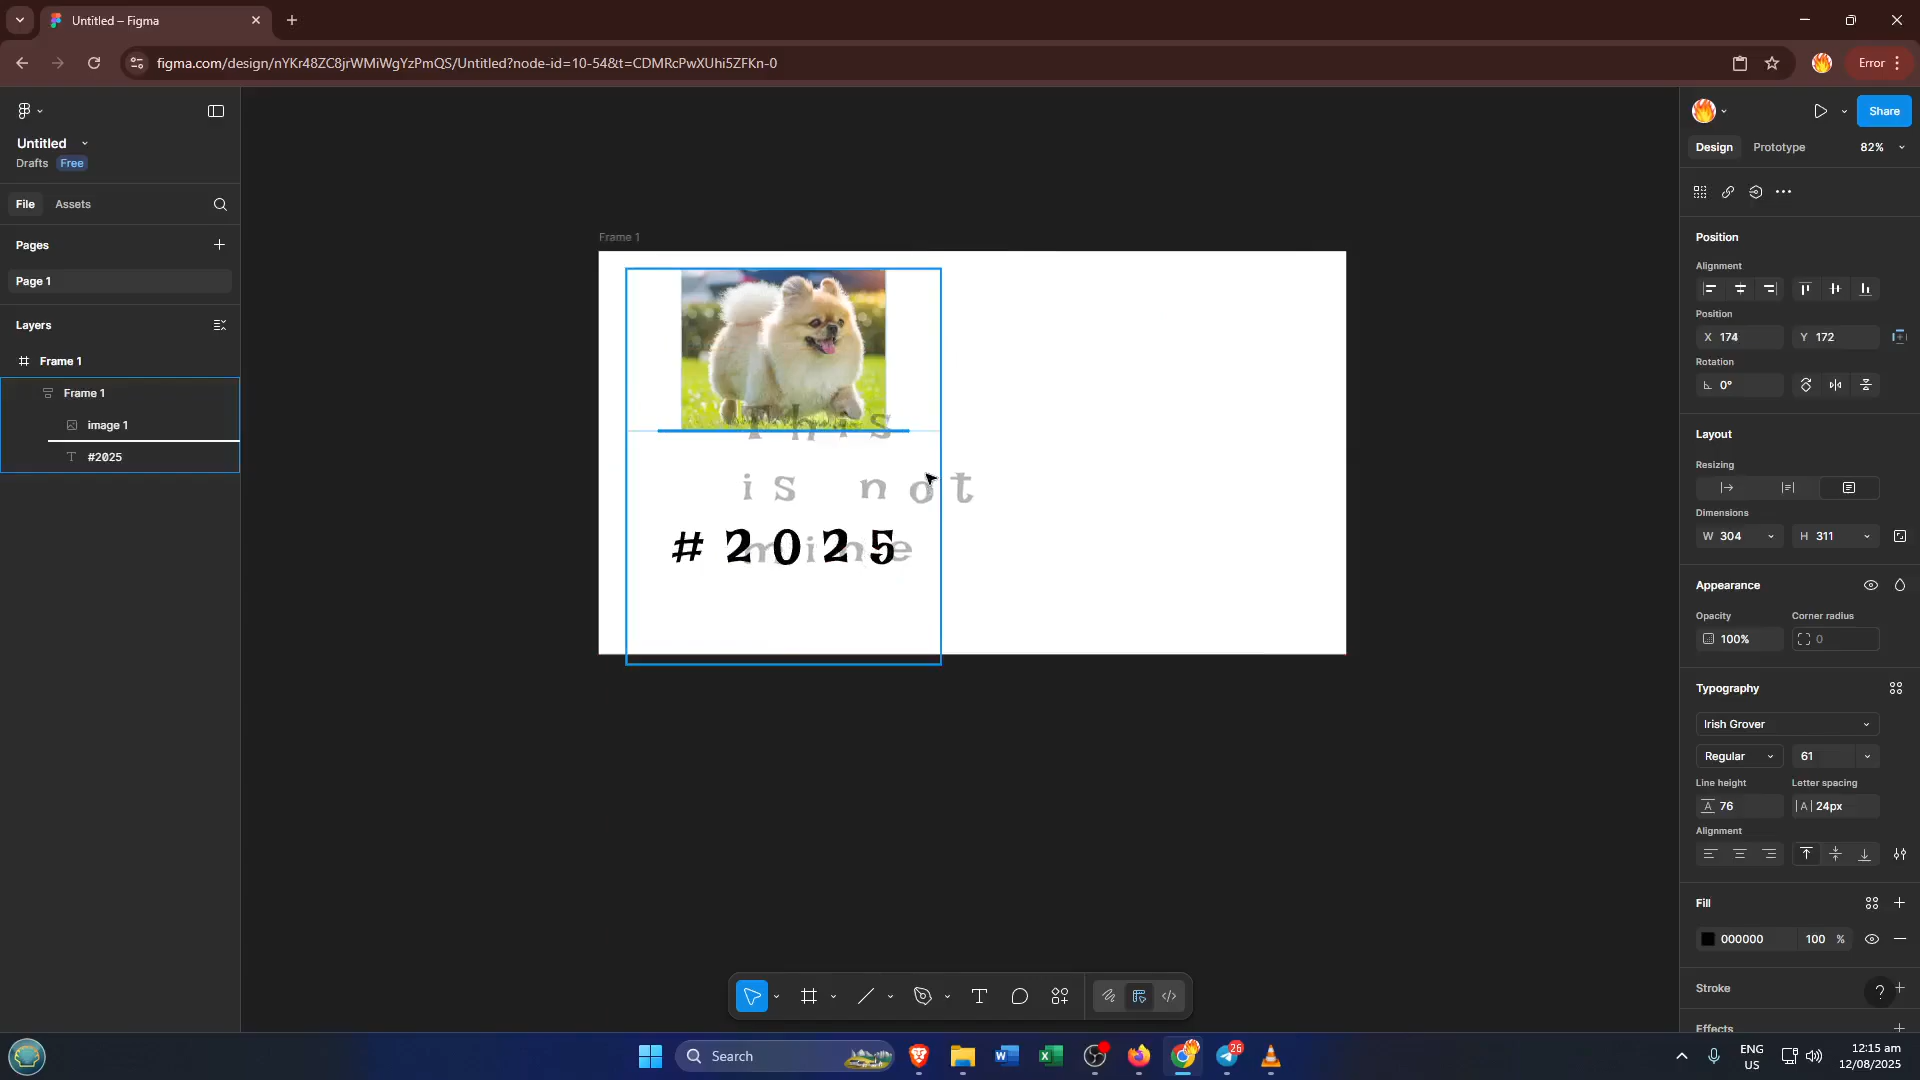 Untitled – Figma
figma.com/design/nYKr48ZC8jrWMiWgYzPmQS/Untitled?node-id=10-54&t=CDMRcPwXUhi5ZFKn-0
Error
Untitled
Drafts Free
File Assets
Pages
Page 1
Layers
Frame 1
Frame 1
image 1
#2025
Frame 1
This
is not
mine
#2025
Share
Design Prototype 82%
Position
Alignment
Position
X 174 Y 172
Rotation
0°
Layout
Resizing
Dimensions
W 304 H 311
Appearance
Opacity Corner radius
100% 0
Typography
Irish Grover
Regular 61
Line height Letter spacing
76 24px
Alignment
Fill
000000 100 %
Stroke
?
Effects
Search
26
ENG
US
12:15 am
12/08/2025